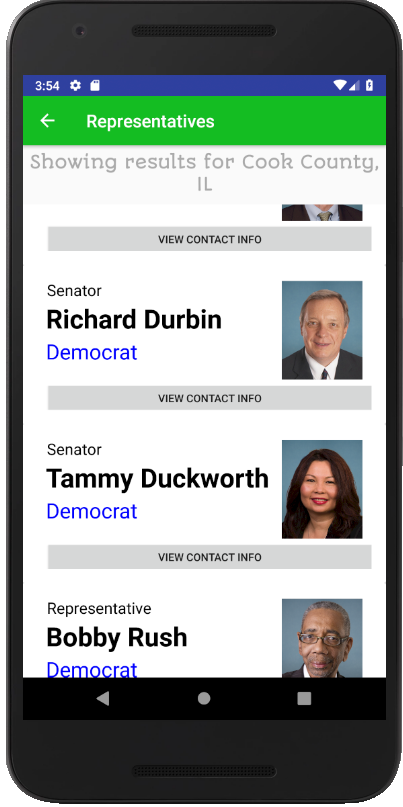 3:54
Representatives
Showing results for Cook County,
IL
VIEW CONTACT INFO
Senator
Richard Durbin
Democrat
VIEW CONTACT INFO
Senator
Tammy Duckworth
Democrat
VIEW CONTACT INFO
Representative
Bobby Rush
Democrat